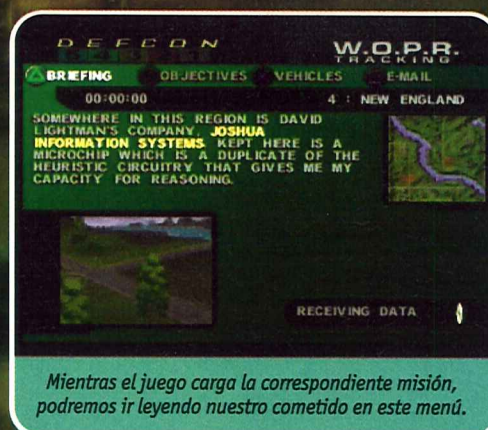 DEFCON
W.O.P.R.
TRACKING
BRIEFING OBJECTIVES VEHICLES E-MAIL
00:00:00 4 : NEW ENGLAND
SOMEWHERE IN THIS REGION IS DAVID
LIGHTMAN'S COMPANY, JOSHUA
INFORMATION SYSTEMS. KEPT HERE IS A
MICROCHIP WHICH IS A DUPLICATE OF THE
HEURISTIC CIRCUITRY THAT GIVES ME MY
CAPACITY FOR REASONING.
RECEIVING DATA
Mientras el juego carga la correspondiente misión,
podremos ir leyendo nuestro cometido en este menú.